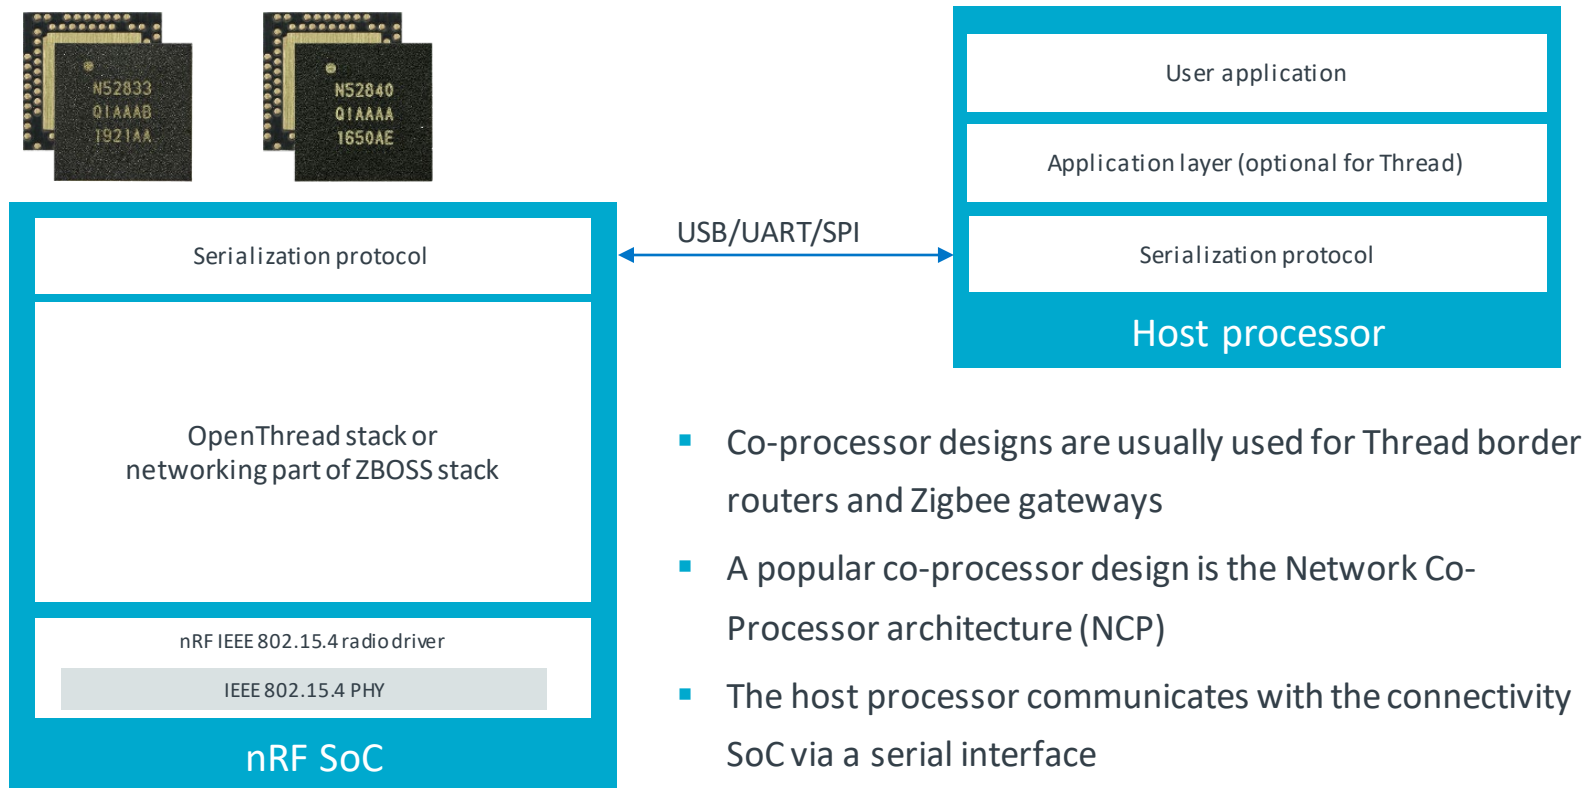 N52833
QIAAAB
1921AA
N52840
QIAAAA
1650AE
Serialization protocol
OpenThread stack or
networking part of ZBOSS stack
nRF IEEE 802.15.4 radio driver
IEEE 802.15.4 PHY
nRF SoC
USB/UART/SPI
User application
Application layer (optional for Thread)
Serialization protocol
Host processor
▪ Co-processor designs are usually used for Thread border
routers and Zigbee gateways
▪ A popular co-processor design is the Network Co-
Processor architecture (NCP)
▪ The host processor communicates with the connectivity
SoC via a serial interface